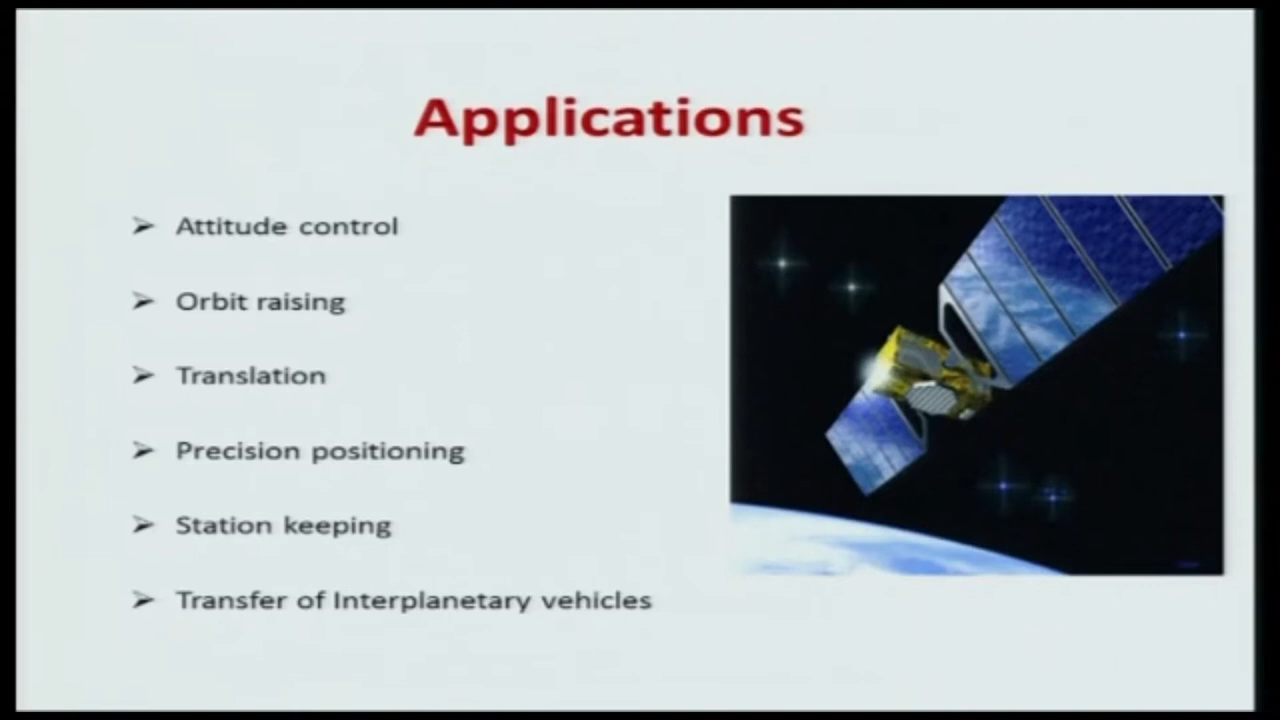 Applications
Attitude control
Orbit raising
Translation
Precision positioning
Station keeping
Transfer of Interplanetary vehicles